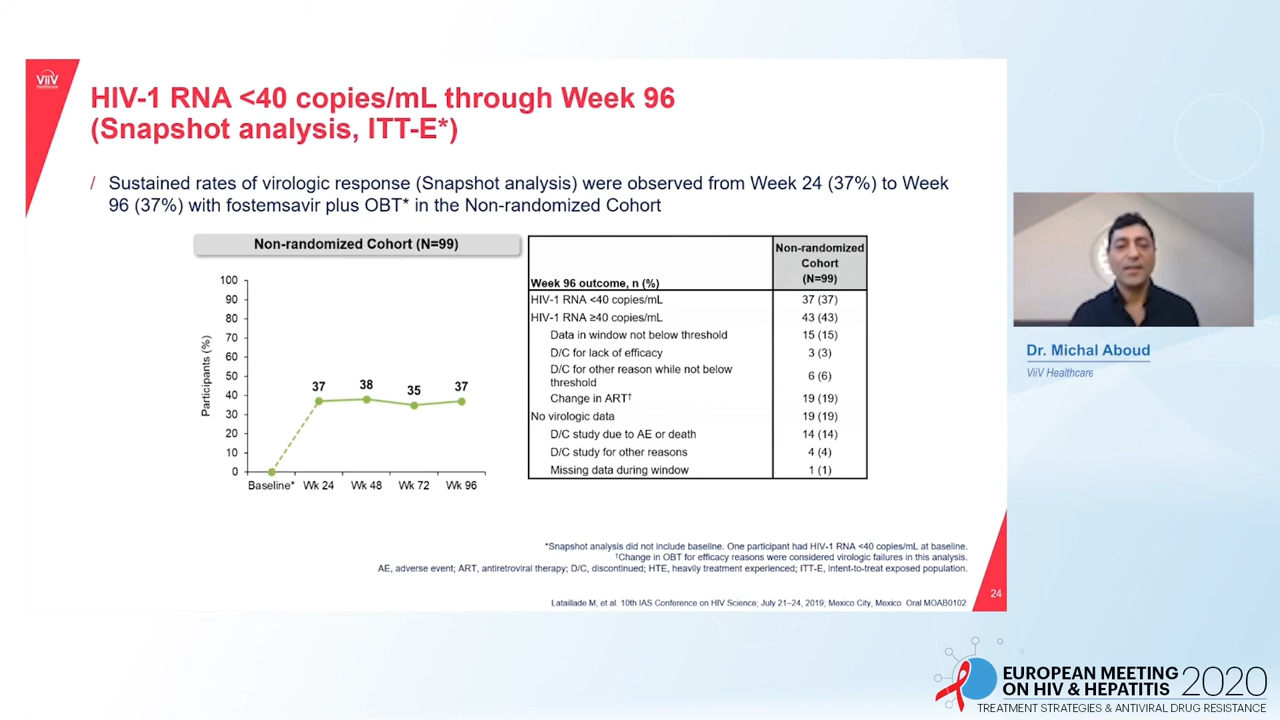 ViiV
Healthcare
HIV-1 RNA <40 copies/mL through Week 96
(Snapshot analysis, ITT-E*)
/ Sustained rates of virologic response (Snapshot analysis) were observed from Week 24 (37%) to Week
96 (37%) with fostemsavir plus OBT* in the Non-randomized Cohort
Non-randomized Cohort (N=99)
Participants (%)
100
90
80
70
60
50
40
30
20
10
0
37
38
35
37
Baseline* Wk 24 Wk 48 Wk 72 Wk 96
Week 96 outcome, n (%)
Non-randomized
Cohort
(N=99)
HIV-1 RNA <40 copies/mL 37 (37)
HIV-1 RNA ≥40 copies/mL 43 (43)
Data in window not below threshold 15 (15)
D/C for lack of efficacy 3 (3)
D/C for other reason while not below
threshold 6 (6)
Change in ART† 19 (19)
No virologic data 19 (19)
D/C study due to AE or death 14 (14)
D/C study for other reasons 4 (4)
Missing data during window 1 (1)
*Snapshot analysis did not include baseline. One participant had HIV-1 RNA <40 copies/mL at baseline.
†Change in OBT for efficacy reasons were considered virologic failures in this analysis.
AE, adverse event; ART, antiretroviral therapy; D/C, discontinued; HTE, heavily treatment experienced; ITT-E, intent-to-treat exposed population.
Lataillade M, et al. 10th IAS Conference on HIV Science; July 21–24, 2019; Mexico City, Mexico. Oral MOAB0102.
24
Dr. Michal Aboud
ViiV Healthcare
EUROPEAN MEETING
ON HIV & HEPATITIS 2020
TREATMENT STRATEGIES & ANTIVIRAL DRUG RESISTANCE